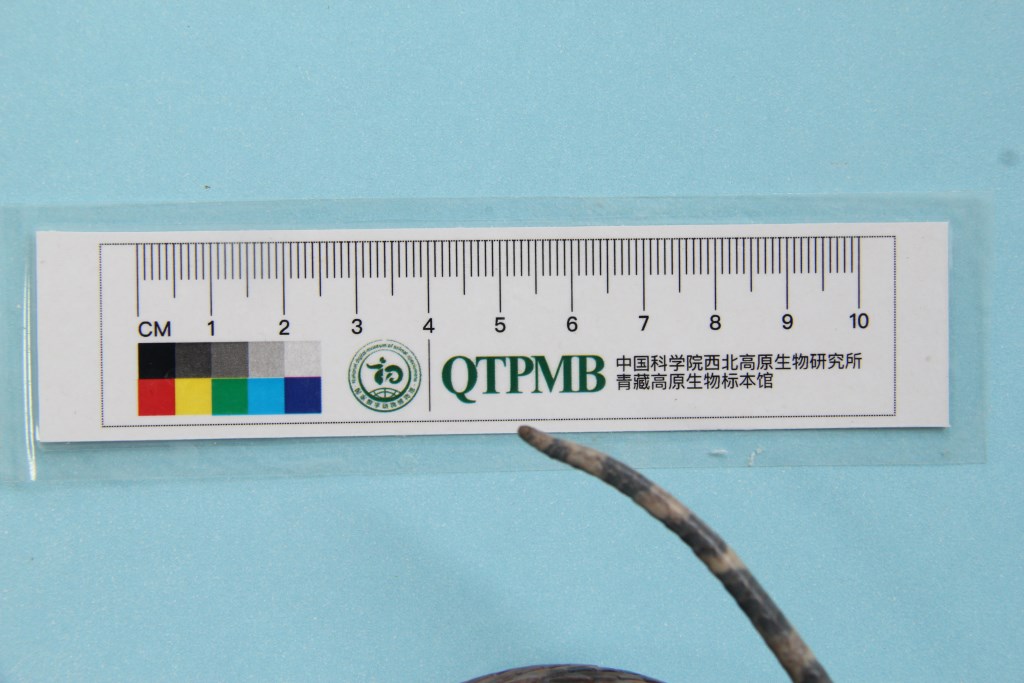 CM 1 2 3 4 5 6 7 8 9 10
QTPMB
中国科学院西北高原生物研究所
青藏高原生物标本馆